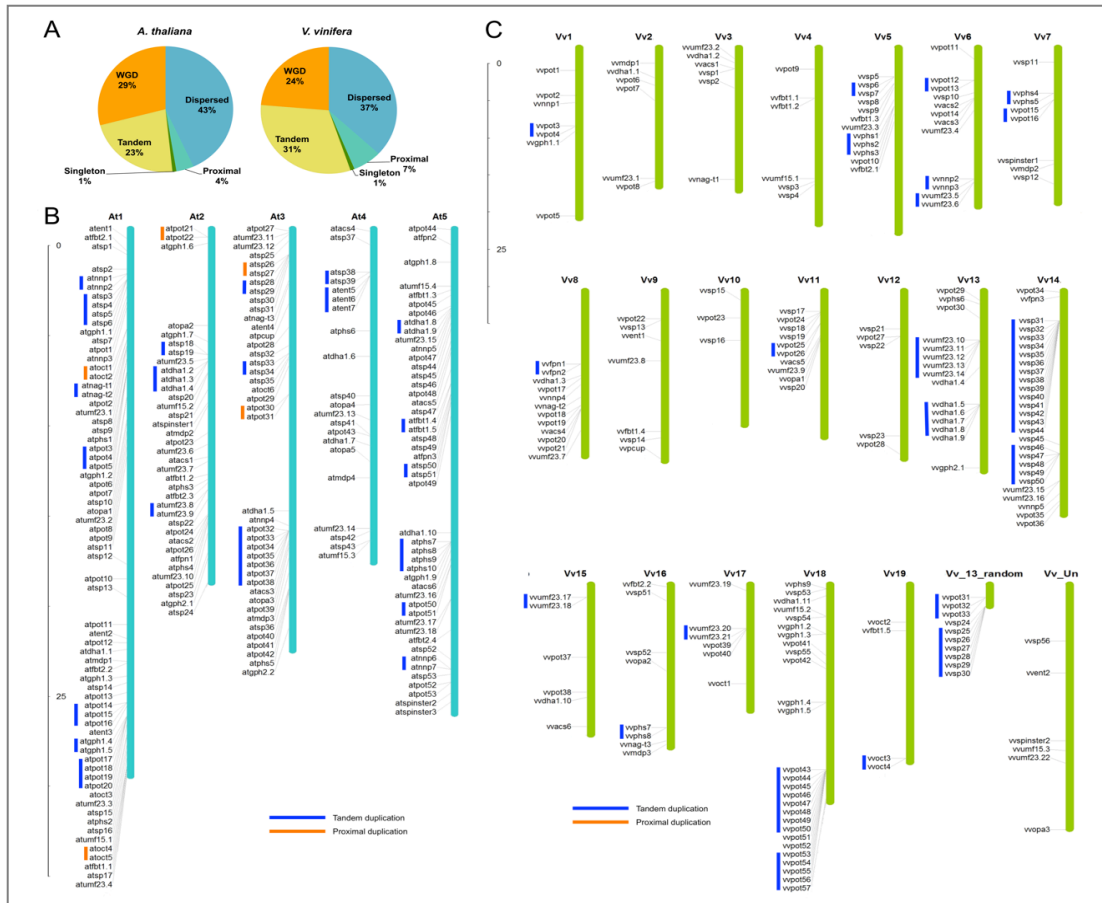 A
A. thaliana
V. vinifera
WGD
29%
Dispersed
43%
Tandem
23%
Singleton
1%
Proximal
4%
WGD
24%
Dispersed
37%
Tandem
31%
Proximal
7%
Singleton
1%
B
0
25
At1
atent1
atfbt2.1
atsp1
atsp2
atnnp1
atnnp2
atsp3
atsp4
atsp5
atsp6
atgph1.1
atsp7
atpot1
atnnp3
atoct1
atoct2
atnag-t1
atnag-t2
atpot2
atumf23.1
atsp8
atsp9
atphs1
atpot3
atpot4
atpot5
atgph1.2
atpot6
atpot7
atsp10
atopa1
atumf23.2
atpot8
atpot9
atsp11
atsp12
atpot10
atsp13
atpot11
atent2
atpot12
atdha1.1
atmdp1
atfbt2.2
atgph1.3
atsp14
atpot13
atpot14
atpot15
atpot16
atent3
atgph1.4
atgph1.5
atpot17
atpot18
atpot19
atpot20
atoct3
atumf23.3
atsp15
atphs2
atsp16
atumf15.1
atoct4
atoct5
atfbt1.1
atsp17
atumf23.4
At2
atpot21
atpot22
atgph1.6
atopa2
atgph1.7
atsp18
atsp19
atumf23.5
atdha1.2
atdha1.3
atdha1.4
atsp20
atumf15.2
atsp21
atspinster1
atmdp2
atpot23
atumf23.6
atacs1
atumf23.7
atfbt1.2
atphs3
atfbt2.3
atumf23.8
atumf23.9
atsp22
atpot24
atacs2
atpot26
atfpn1
atphs4
atumf23.10
atpot25
atsp23
atgph2.1
atsp24
At3
atpot27
atumf23.11
atumf23.12
atsp25
atsp26
atsp27
atsp28
atsp29
atsp30
atsp31
atnag-t3
atent4
atpcup
atpot28
atsp32
atsp33
atsp34
atsp35
atoct6
atpot29
atpot30
atpot31
atdha1.5
atnnp4
atpot32
atpot33
atpot34
atpot35
atpot36
atpot37
atpot38
atacs3
atopa3
atpot39
atmdp3
atsp36
atpot40
atpot41
atpot42
atphs5
atgph2.2
At4
atacs4
atsp37
atsp38
atsp39
atent5
atent6
atent7
atphs6
atdha1.6
atsp40
atopa4
atumf23.13
atsp41
atpot43
atdha1.7
atopa5
atmdp4
atumf23.14
atsp42
atsp43
atumf15.3
At5
atpot44
atfpn2
atgph1.8
atumf15.4
atfbt1.3
atpot45
atpot46
atdha1.8
atdha1.9
atumf23.15
atnnp5
atpot47
atsp44
atsp45
atsp46
atpot48
atacs5
atsp47
atfbt1.4
atfbt1.5
atsp48
atsp49
atfpn3
atsp50
atsp51
atpot49
atdha1.10
atphs7
atphs8
atphs9
atphs10
atgph1.9
atacs6
atumf23.16
atpot50
atpot51
atumf23.17
atumf23.18
atfbt2.4
atsp52
atnnp6
atnnp7
atsp53
atpot52
atpot53
atspinster2
atspinster3
Tandem duplication
Proximal duplication
C
0
25
Vv1
vvpot1
vvpot2
vvnnp1
vvpot3
vvpot4
vvgph1.1
vvpot5
Vv2
vvmdp1
vvdha1.1
vvpot6
vvpot7
vvumf23.1
vvpot8
Vv3
vvumf23.2
vvdha1.2
vvacs1
vvsp1
vvsp2
vvnag-t1
Vv4
vvpot9
vvfbt1.1
vvfbt1.2
vvumf15.1
vvsp3
vvsp4
Vv5
vvsp5
vvsp6
vvsp7
vvsp8
vvsp9
vvfbt1.3
vvumf23.3
vvphs1
vvphs2
vvphs3
vvpot10
vvfbt2.1
Vv6
vvpot11
vvpot12
vvpot13
vvsp10
vvacs2
vvpot14
vvacs3
vvumf23.4
vvnnp2
vvnnp3
vvumf23.5
vvumf23.6
Vv7
vvsp11
vvphs4
vvphs5
vvpot15
vvpot16
vvspinster1
vvmdp2
vvsp12
Vv8
vvfpn1
vvfpn2
vvdha1.3
vvpot17
vvnnp4
vvnag-t2
vvpot18
vvpot19
vvacs4
vvpot20
vvpot21
vvumf23.7
Vv9
vvpot22
vvsp13
vvent1
vvumf23.8
vvfbt1.4
vvsp14
vvpcup
Vv10
vvsp15
vvpot23
vvsp16
Vv11
vvsp17
vvpot24
vvsp18
vvsp19
vvpot25
vvpot26
vvacs5
vvumf23.9
vvopa1
vvsp20
Vv12
vvsp21
vvpot27
vvsp22
vvsp23
vvpot28
Vv13
vvpot29
vvphs6
vvpot30
vvumf23.10
vvumf23.11
vvumf23.12
vvumf23.13
vvumf23.14
vvdha1.4
vvdha1.5
vvdha1.6
vvdha1.7
vvdha1.8
vvdha1.9
vvgph2.1
Vv14
vvpot34
vvfpn3
vvsp31
vvsp32
vvsp33
vvsp34
vvsp35
vvsp36
vvsp37
vvsp38
vvsp39
vvsp40
vvsp41
vvsp42
vvsp43
vvsp44
vvsp45
vvsp46
vvsp47
vvsp48
vvsp49
vvsp50
vvumf23.15
vvumf23.16
vvnnp5
vvpot35
vvpot36
Vv15
vvumf23.17
vvumf23.18
vvpot37
vvpot38
vvdha1.10
vvacs6
Vv16
vvfbt2.2
vvsp51
vvsp52
vvopa2
vvphs7
vvphs8
vvnag-t3
vvmdp3
Vv17
vvumf23.19
vvumf23.20
vvumf23.21
vvpot39
vvpot40
vvoct1
Vv18
vvphs9
vvsp53
vvdha1.11
vvumf15.2
vvsp54
vvgph1.2
vvgph1.3
vvpot41
vvsp55
vvpot42
vvgph1.4
vvgph1.5
vvpot43
vvpot44
vvpot45
vvpot46
vvpot47
vvpot48
vvpot49
vvpot50
vvpot51
vvpot52
vvpot53
vvpot54
vvpot55
vvpot56
vvpot57
Vv19
vvoct2
vvfbt1.5
vvoct3
vvoct4
Vv_13_random
vvpot31
vvpot32
vvpot33
vvsp24
vvsp25
vvsp26
vvsp27
vvsp28
vvsp29
vvsp30
Vv_Un
vvsp56
vvent2
vvspinster2
vvumf15.3
vvumf23.22
vvopa3
Tandem duplication
Proximal duplication